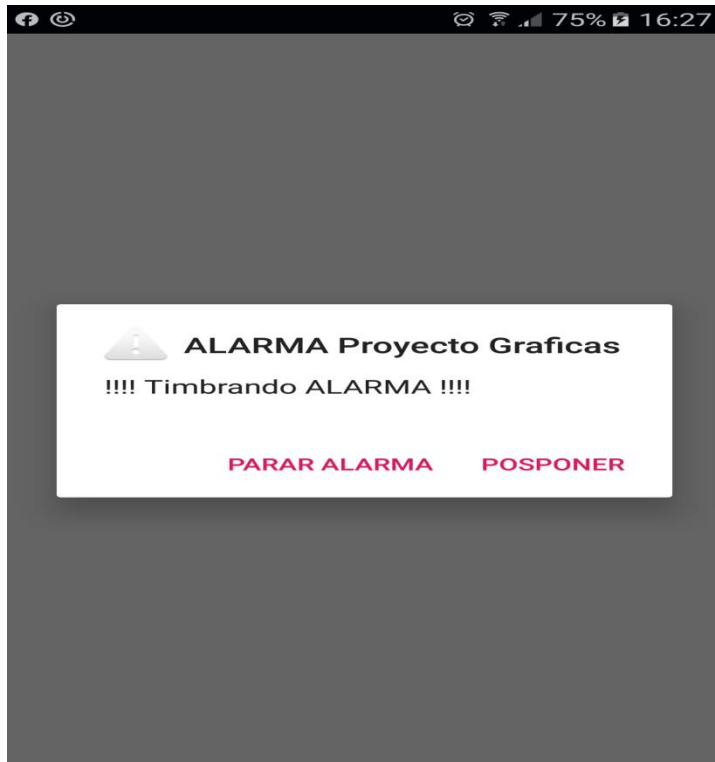 75% 16:27
ALARMA Proyecto Graficas
!!!! Timbrando ALARMA !!!!
PARAR ALARMA POSPONER